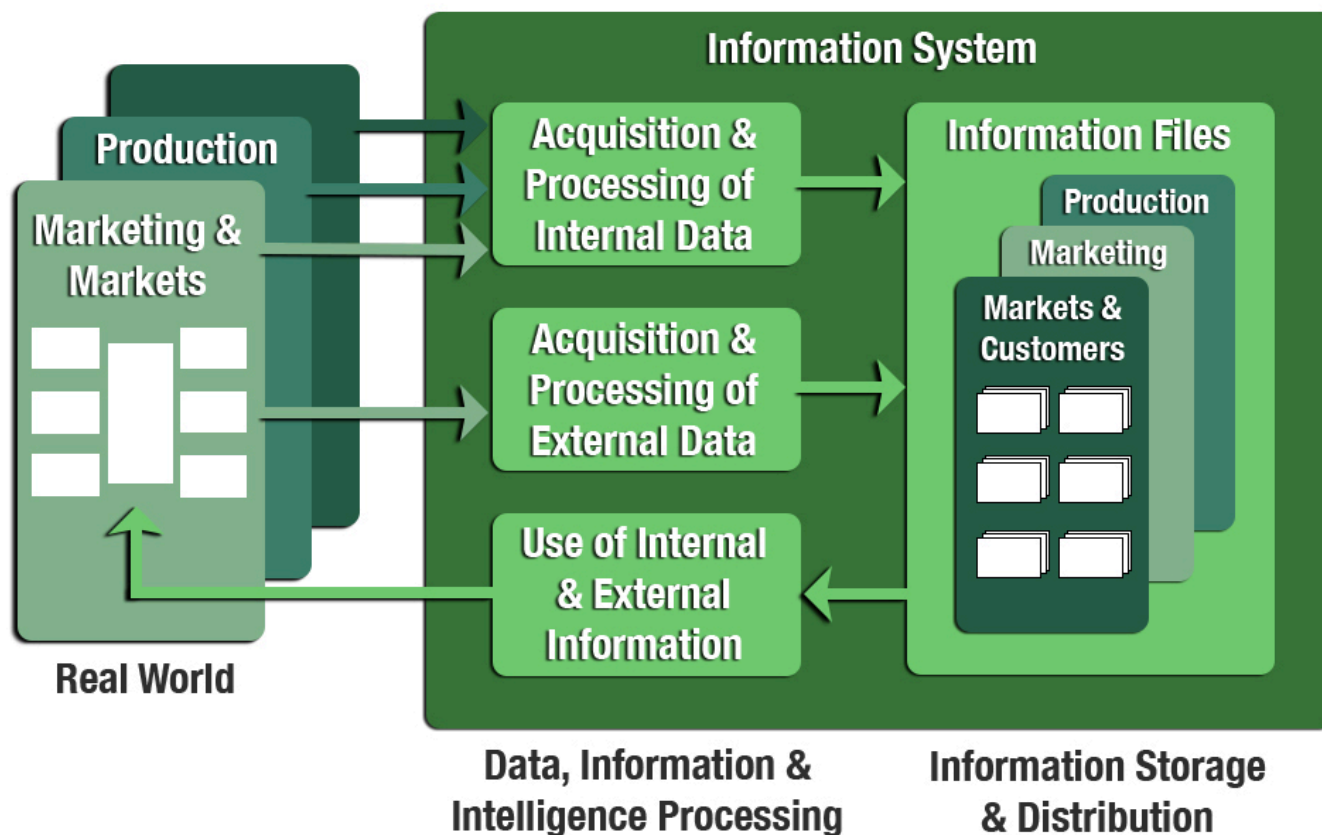 Information System
Production
Marketing &
Markets
Real World
Acquisition &
Processing of
Internal Data
Acquisition &
Processing of
External Data
Use of Internal
& External
Information
Data, Information &
Intelligence Processing
Information Files
Production
Marketing
Markets &
Customers
Information Storage
& Distribution